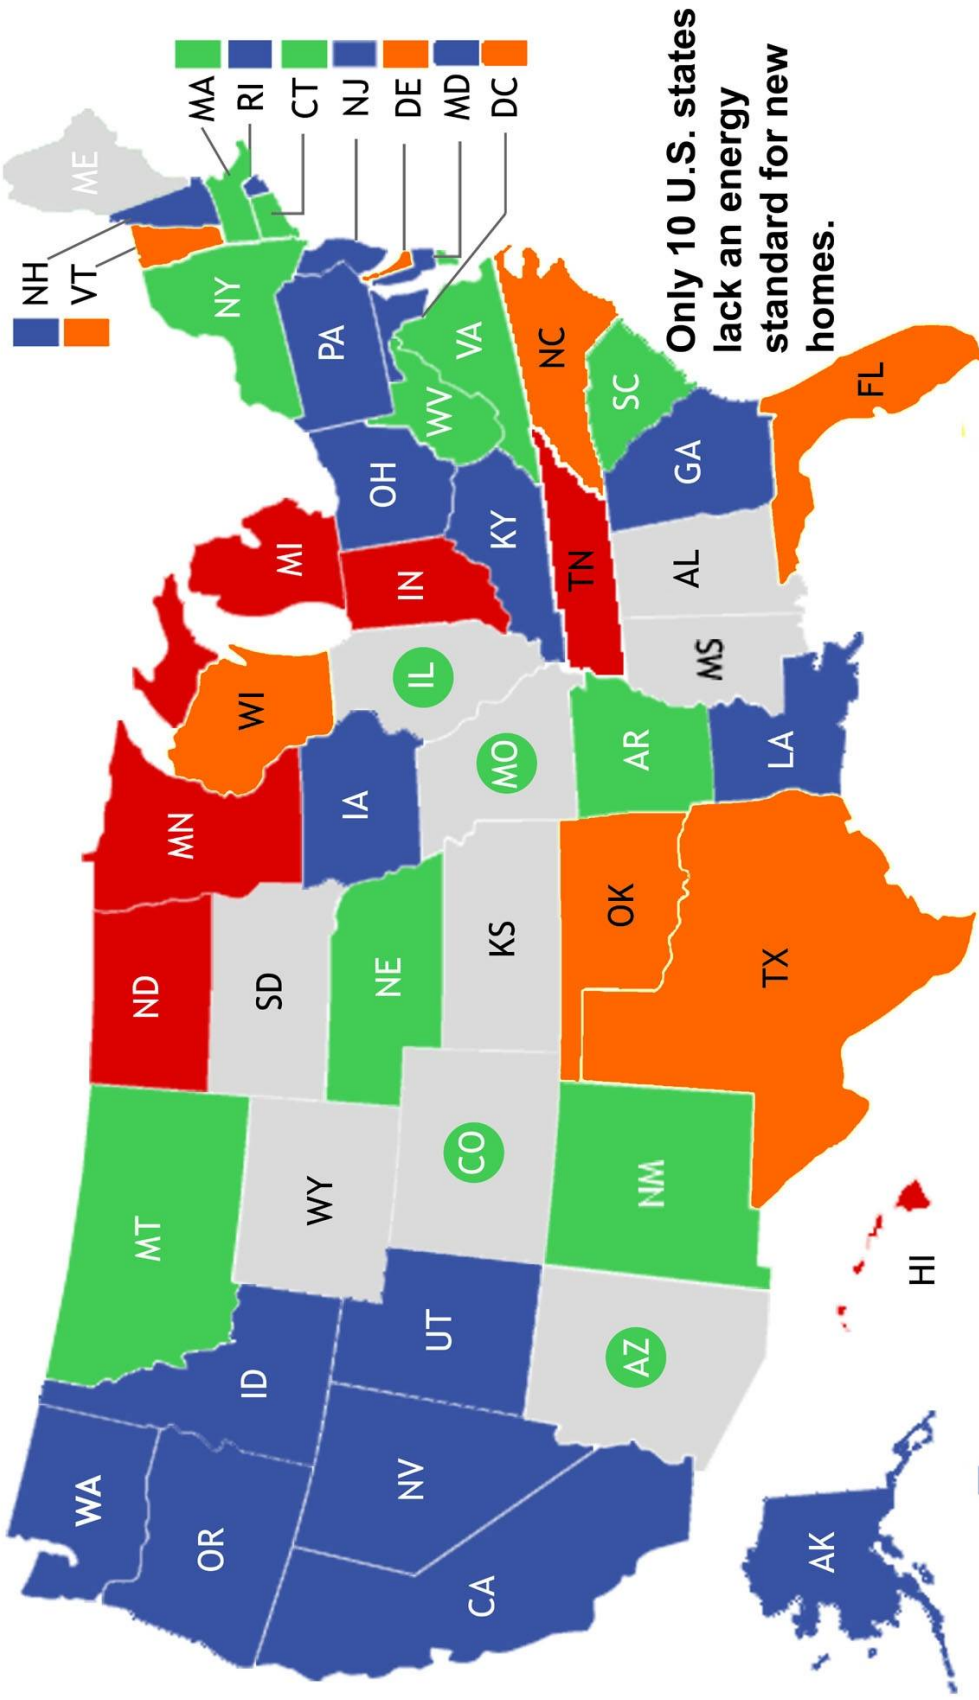 WA
OR
CA
NV
ID
UT
AZ
MT
WY
CO
NM
ND
SD
NE
KS
OK
TX
MN
IA
MO
AR
LA
WI
IL
MI
IN
OH
KY
TN
MS
AL
GA
FL
SC
NC
VA
WV
PA
NY
ME
NH
VT
MA
RI
CT
NJ
DE
MD
DC
AK
HI
Only 10 U.S. states
lack an energy
standard for new
homes.